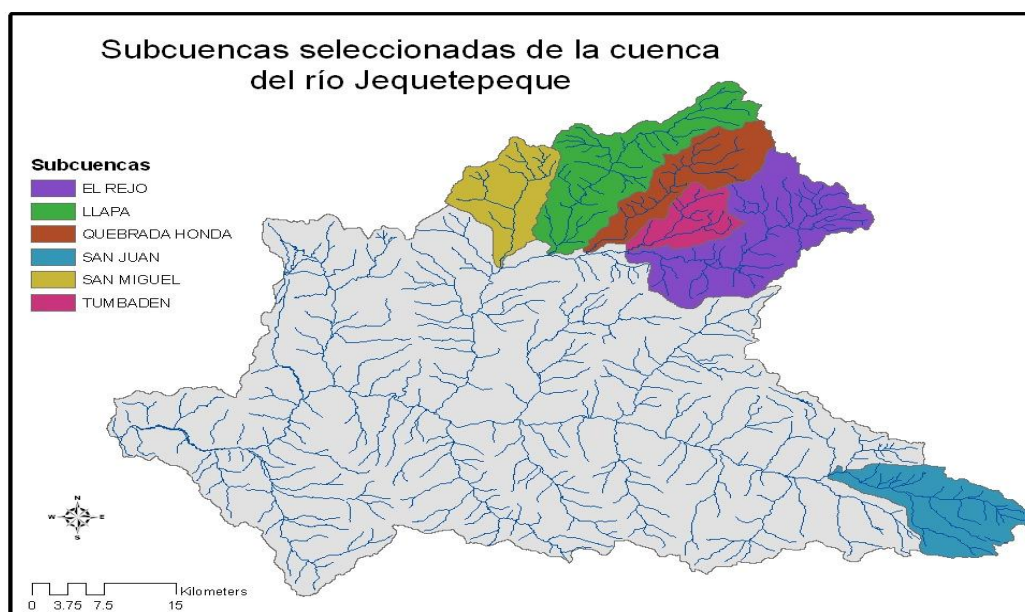 Subcuencas seleccionadas de la cuenca
del río Jequetepeque
Subcuencas
EL REJO
LLAPA
QUEBRADA HONDA
SAN JUAN
SAN MIGUEL
TUMBADEN
N
W E
S
Kilometers
0 3.75 7.5 15